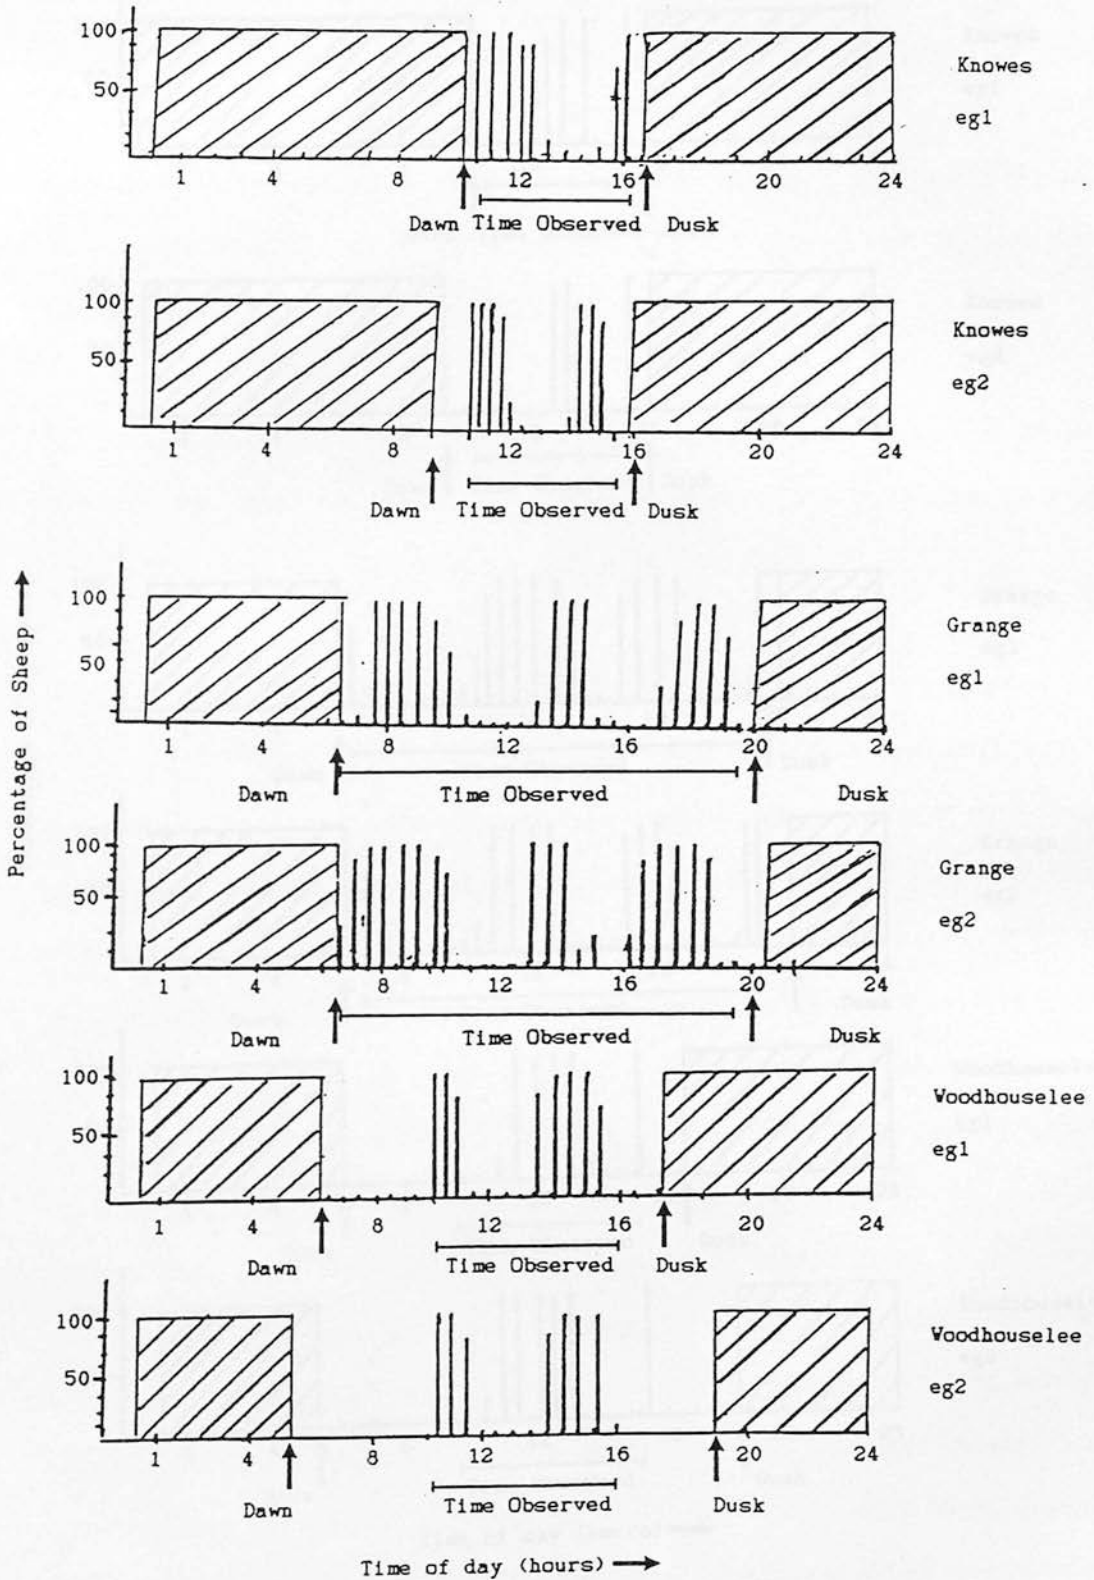 100
50
1 4 8 12 16 20 24
Knowes
eg1
Dawn Time Observed Dusk
100
50
1 4 8 12 16 20 24
Knowes
eg2
Dawn Time Observed Dusk
Percentage of Sheep
100
50
1 4 8 12 16 20 24
Grange
eg1
Dawn Time Observed Dusk
100
50
1 4 8 12 16 20 24
Grange
eg2
Dawn Time Observed Dusk
100
50
1 4 8 12 16 20 24
Woodhouselee
eg1
Dawn Time Observed Dusk
100
50
1 4 8 12 16 20 24
Woodhouselee
eg2
Dawn Time Observed Dusk
Time of day (hours)